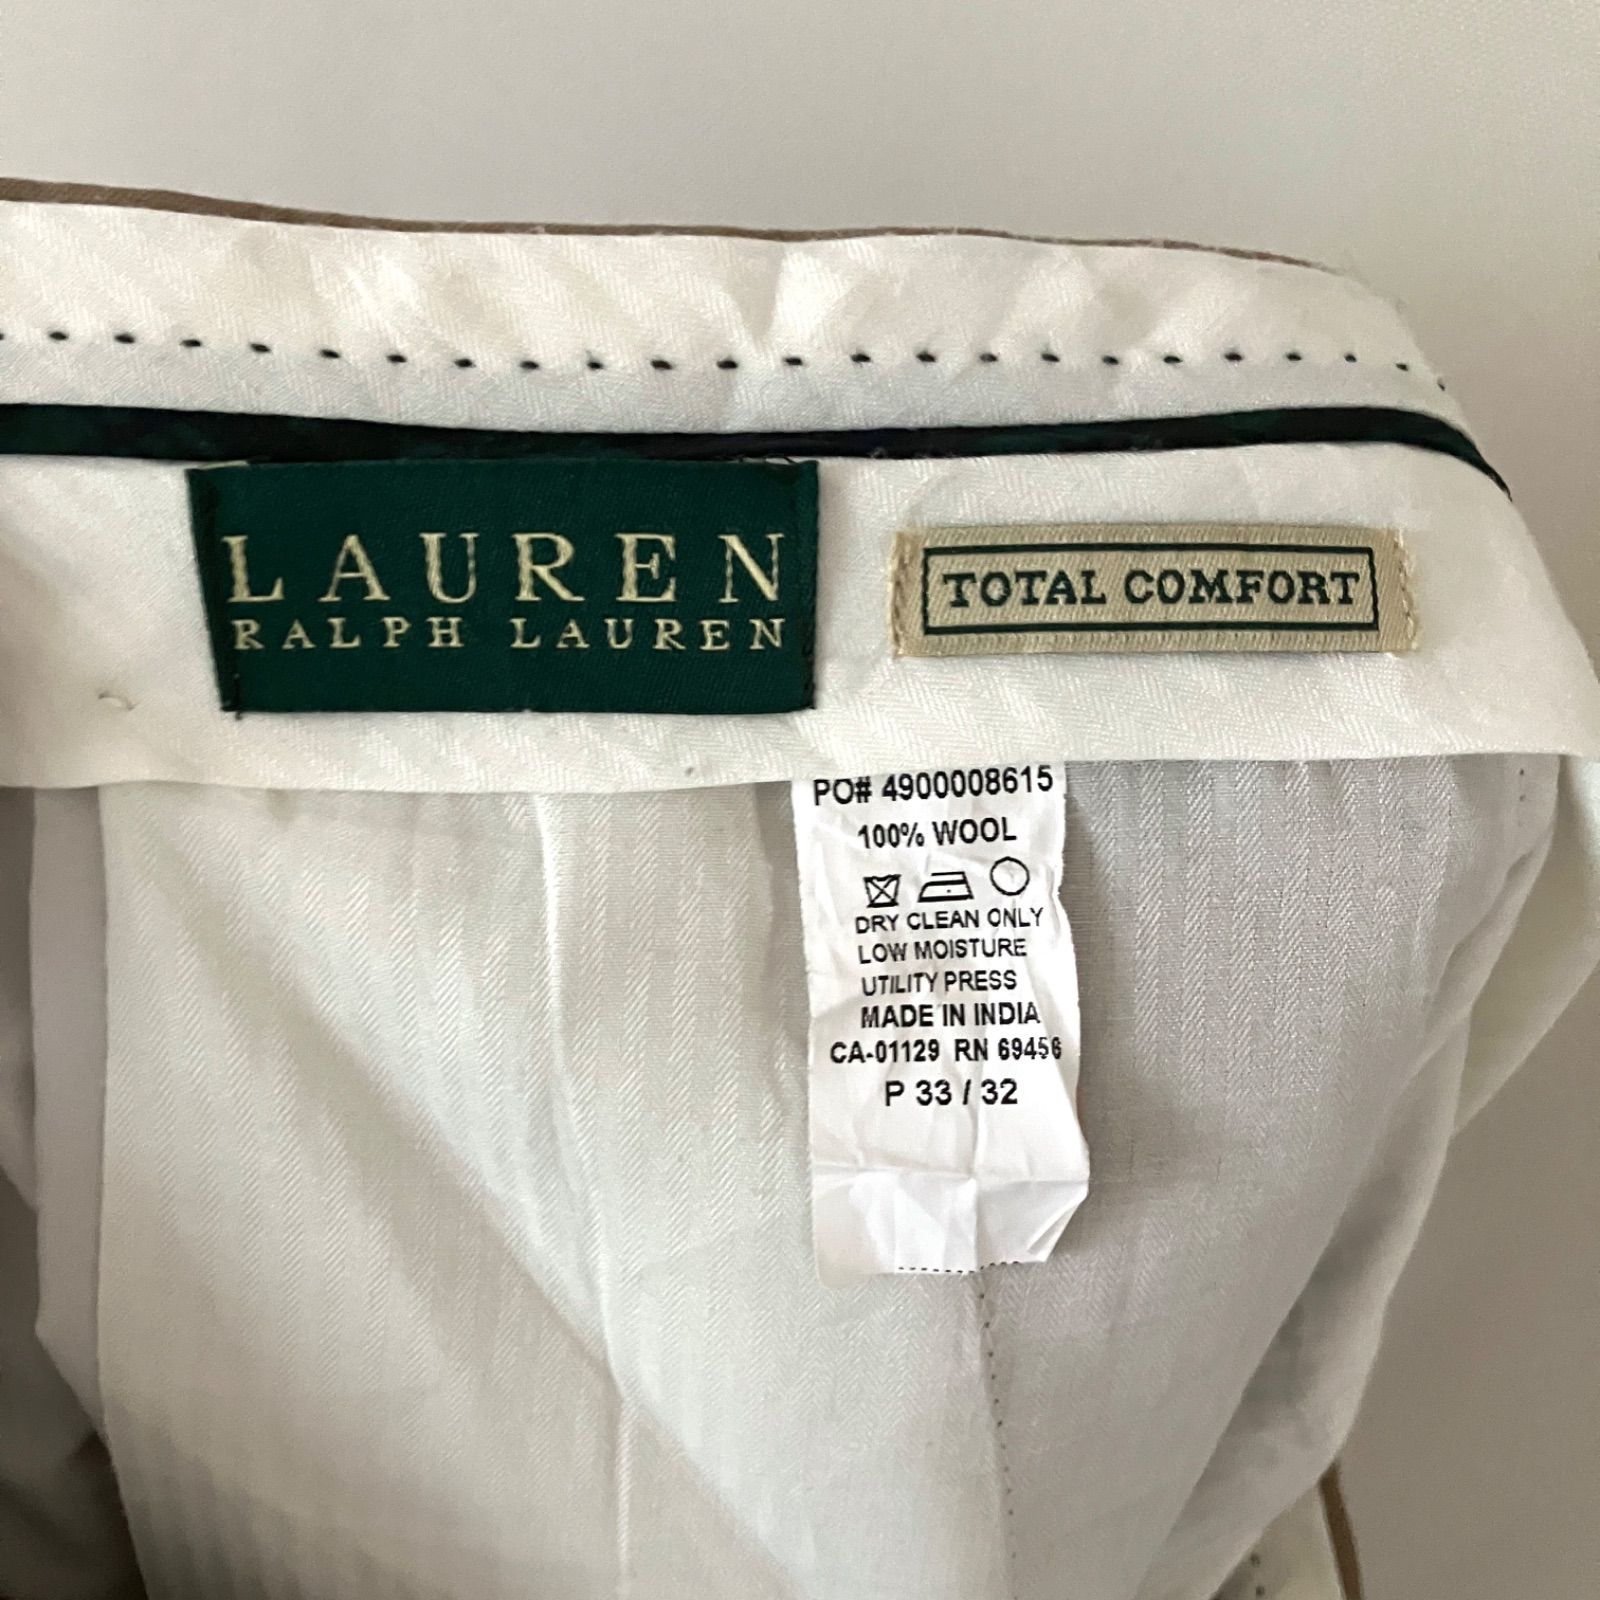 LAUREN
RALPH LAUREN
TOTAL COMFORT
PO# 4900008615
100% WOOL
DRY CLEAN ONLY
LOW MOISTURE
UTILITY PRESS
MADE IN INDIA
CA-01129 RN 69456
P 33 / 32